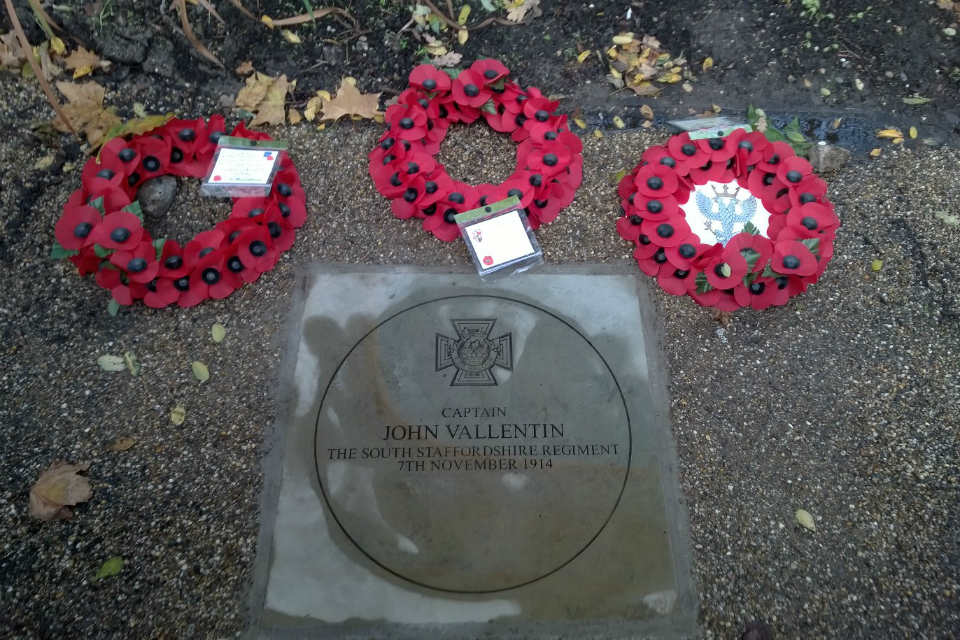 CAPTAIN
JOHN VALLENTIN
THE SOUTH STAFFORDSHIRE REGIMENT
7TH NOVEMBER 1914